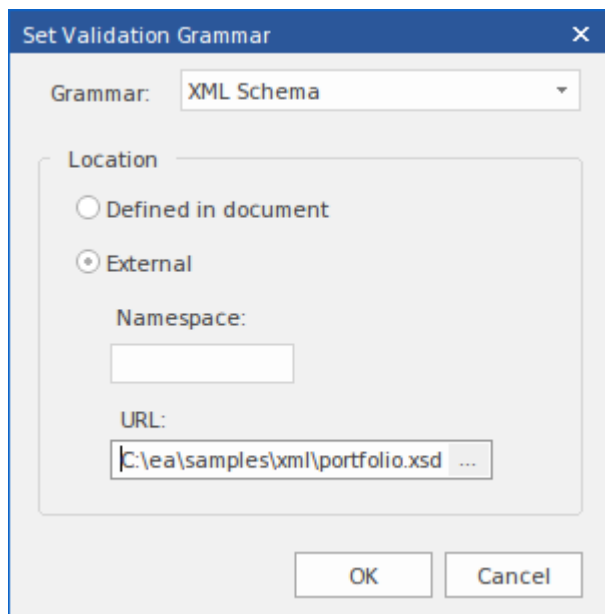 Set Validation Grammar
Grammar: XML Schema
Location
Defined in document
External
Namespace:
URL:
C:\ea\samples\xml\portfolio.xsd ...
OK Cancel